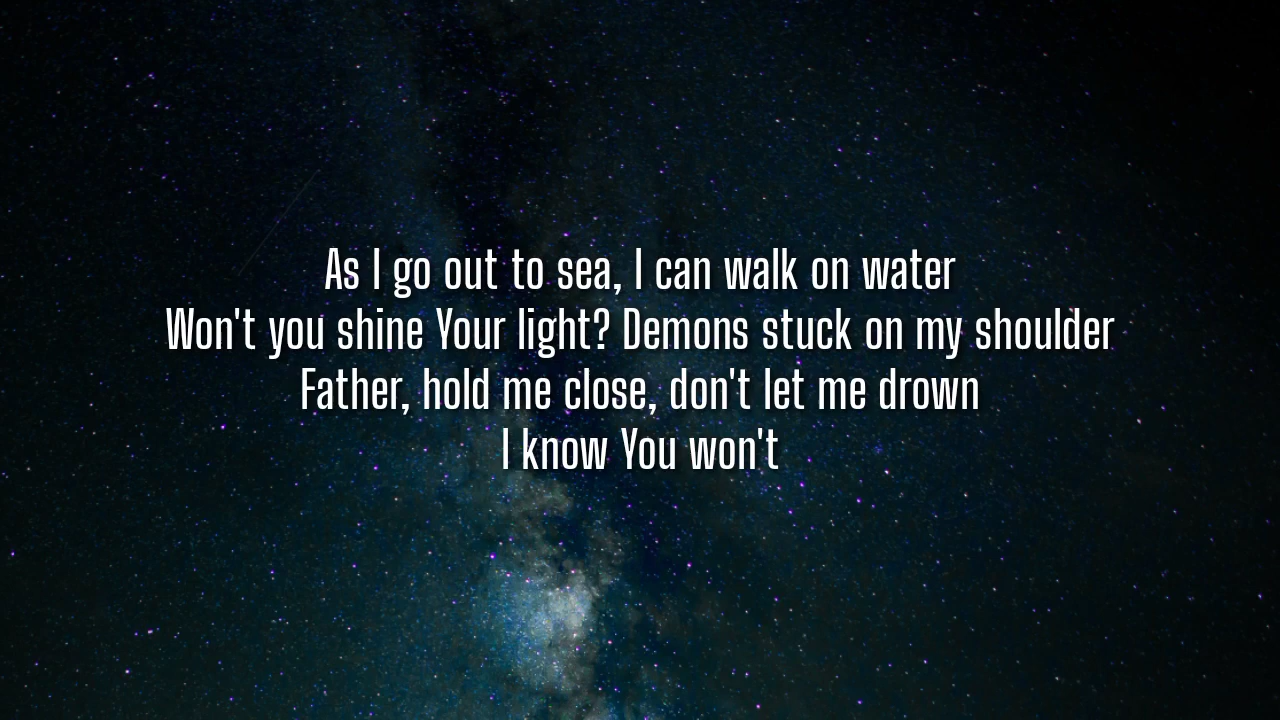 As I go out to sea, I can walk on water
Won't you shine Your light? Demons stuck on my shoulder
Father, hold me close, don't let me drown
I know You won't